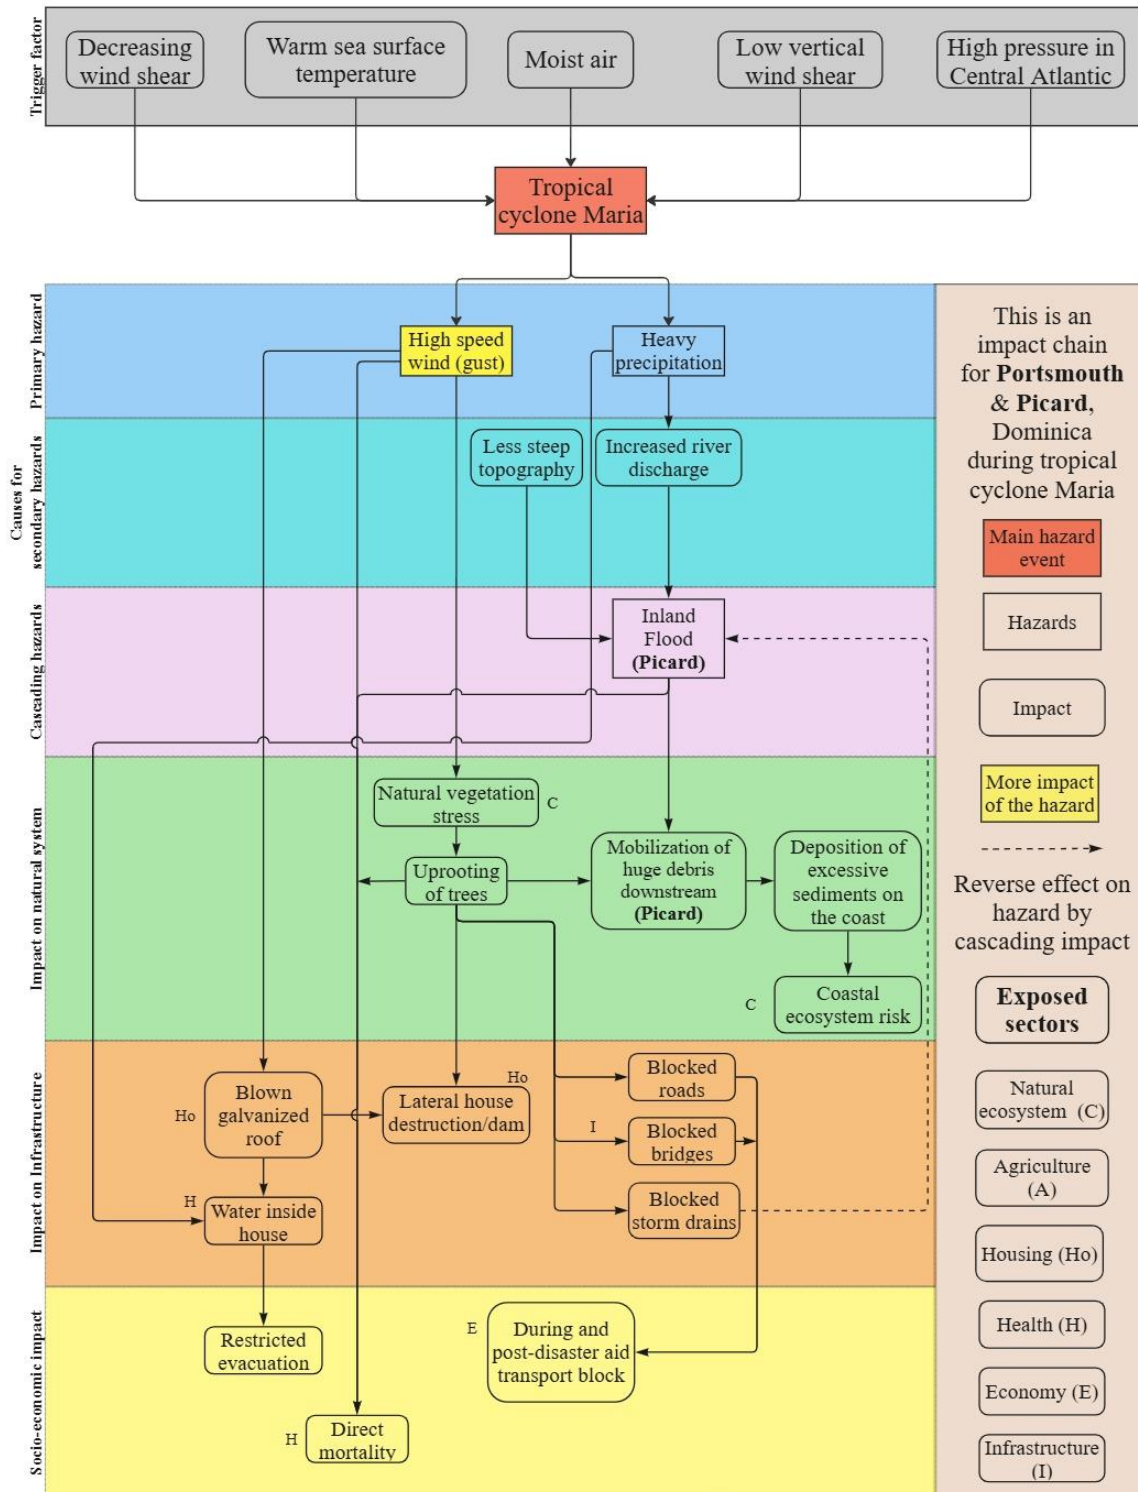 Trigger factor
Decreasing
wind shear
Warm sea surface
temperature
Moist air
Low vertical
wind shear
High pressure in
Central Atlantic
Tropical
cyclone Maria
Primary hazard
High speed
wind (gust)
Heavy
precipitation
Causes for
secondary hazards
Less steep
topography
Increased river
discharge
Cascading hazards
Inland
Flood
(Picard)
Impact on natural system
Natural vegetation
stress
C
Uprooting
of trees
Mobilization of
huge debris
downstream
(Picard)
Deposition of
excessive
sediments on
the coast
C
Coastal
ecosystem risk
Impact on Infrastructure
Ho
Blown
galvanized
roof
Ho
Lateral house
destruction/dam
Blocked
roads
I
Blocked
bridges
H
Water inside
house
Blocked
storm drains
Socio-economic impact
Restricted
evacuation
E
During and
post-disaster aid
transport block
H
Direct
mortality
This is an
impact chain
for Portsmouth
& Picard,
Dominica
during tropical
cyclone Maria
Main hazard
event
Hazards
Impact
More impact
of the hazard
Reverse effect on
hazard by
cascading impact
Exposed
sectors
Natural
ecosystem (C)
Agriculture
(A)
Housing (Ho)
Health (H)
Economy (E)
Infrastructure
(I)